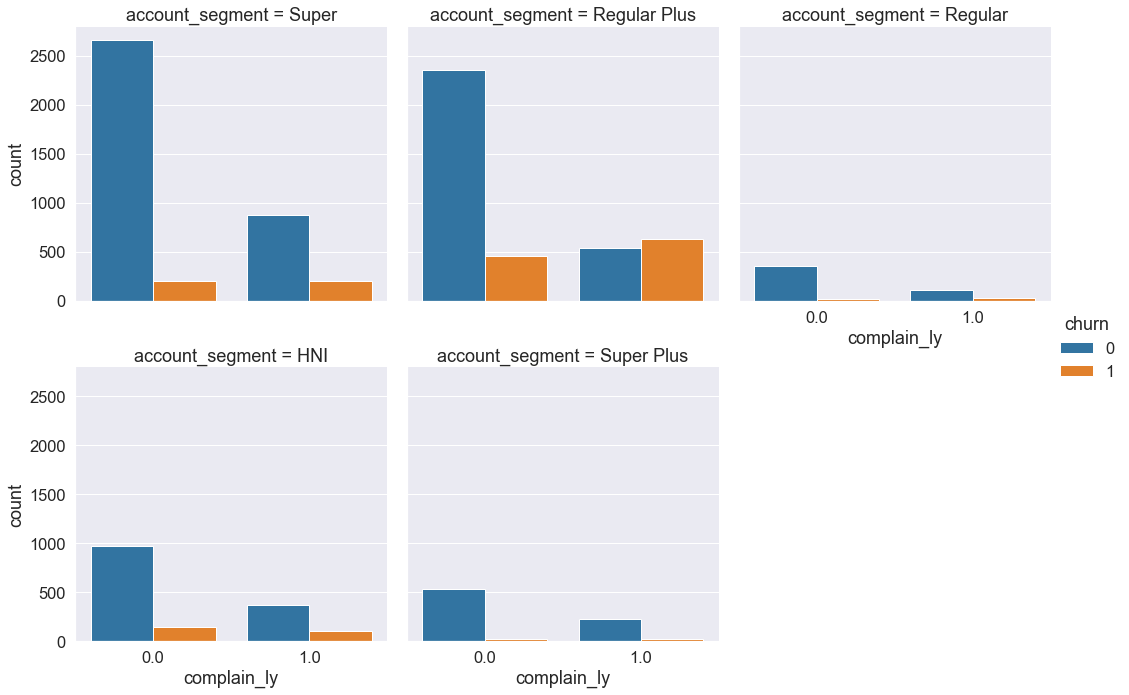 account_segment = Super
account_segment = Regular Plus
account_segment = Regular
2500
2000
1500
1000
500
0
count
0.0
1.0
complain_ly
churn
0
1
account_segment = HNI
account_segment = Super Plus
2500
2000
1500
1000
500
0
count
0.0
1.0
complain_ly
0.0
1.0
complain_ly